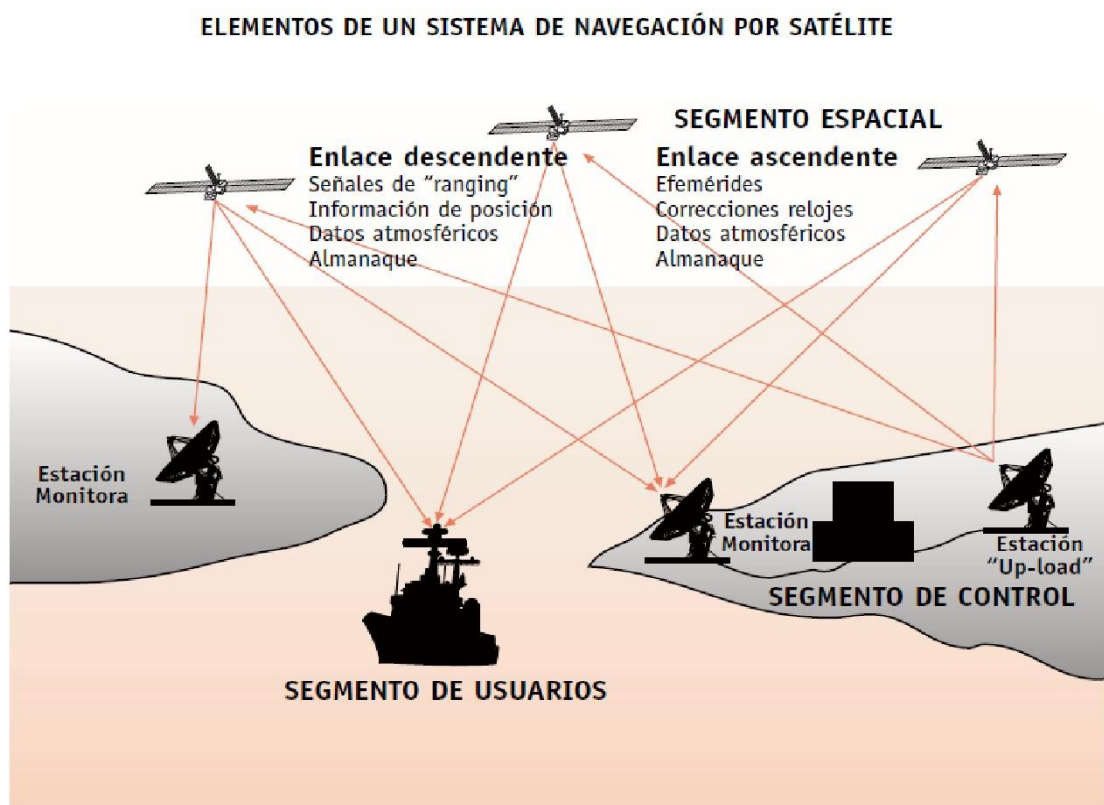 ELEMENTOS DE UN SISTEMA DE NAVEGACIÓN POR SATÉLITE
SEGMENTO ESPACIAL
Enlace descendente
Señales de “ranging”
Información de posición
Datos atmosféricos
Almanaque
Enlace ascendente
Efemérides
Correcciones relojes
Datos atmosféricos
Almanaque
Estación
Monitora
Estación
Monitora
Estación
“Up-load”
SEGMENTO DE CONTROL
SEGMENTO DE USUARIOS